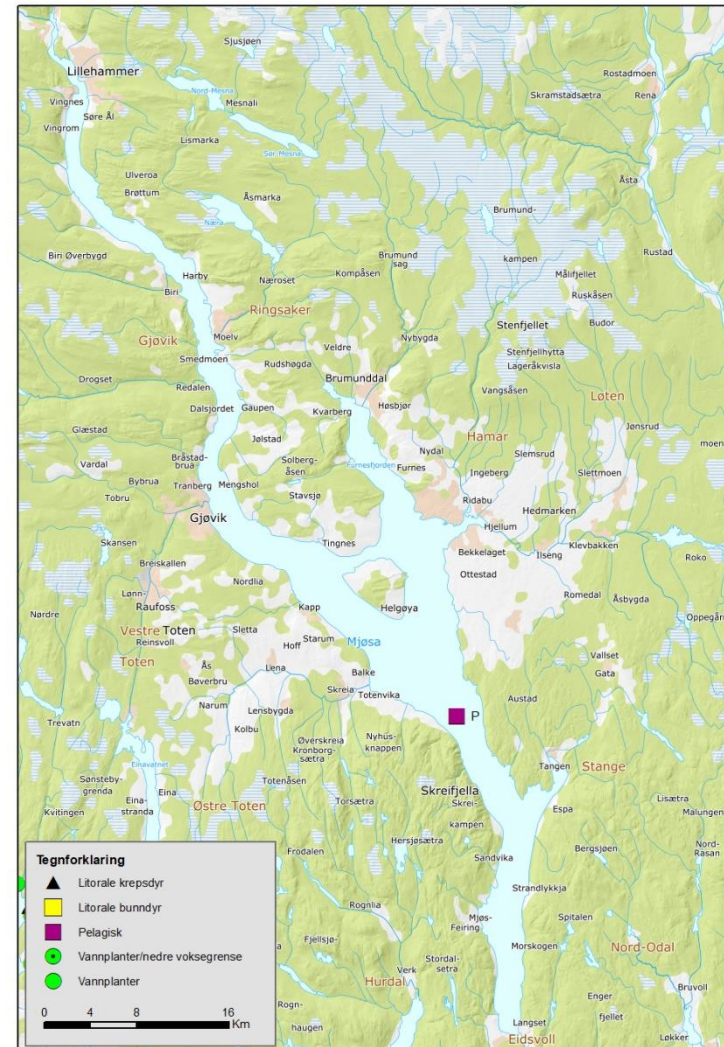 Sjusjøen
Lillehammer
Rostadmoen
Nord-Mesna
Skramstadsætra
Rena
Vingnes
Mesnali
Søre Ål
Vingrom
Lismarka
Sør-Mesna
Ulveroa
Åsta
Brøttum
Åsmarka
Brumund-
Næra
Biri Øverbygd
Brumund
sag
kampen
Rustad
Harby
Kompåsen
Målifjellet
Næroset
Biri
Ruskåsen
Ringsaker
Stenfjellet
Budor
Gjøvik
Moelv
Nybygda
Veldre
Smedmoen
Rudshøgda
Stenfjellhytta
Lageråkvisla
Drogset
Redalen
Brumunddal
Vangsåsen
Løten
Dalsjordet
Gaupen
Kvarberg
Høsbjør
Glæstad
Jølstad
Hamar
Jønsrud
Bråstad-
brua
Nydal
Slemsrud
moen
Vardal
Solberg-
åsen
Furnesfjorden
Furnes
Ingeberg
Slettmoen
Bybrua
Tranberg
Mengshol
Stavsjø
Ridabu
Tobru
Hedmarken
Gjøvik
Hjellum
Skansen
Tingnes
Bekkelaget
Ilseng
Klevbakken
Roko
Breiskallen
Ottestad
Nordlia
Lønn-
Romedal
Åsbygda
Nørdre
Raufoss
Kapp
Helgøya
Oppegår
Vestre
Toten
Toten
Reinsvoll
Sletta
Hoff
Starum
Mjøsa
Vallset
Ås
Lena
Balke
Gata
Bøverbru
Skreia
Totenvika
Austad
Trevatn
Narum
Lensbygda
Kolbu
P
Øverskreia
Nyhus-
knappen
Kronborg-
sætra
Einavatnet
Tangen
Stange
Sønsteby-
grenda
Eina
Totenåsen
Skreifjella
Lisætra
Eina-
stranda
Østre Toten
Torsætra
Skrei-
kampen
Espa
Malungen
Kvitingen
Hersjøsætra
Bergsjøen
Nord-
Råsan
Frodalen
Sandvika
Strandlykkja
Rognlia
Mjøs-
Feiring
Spitalen
Fjellsjø-
Stordal-
setra
Morskogen
Nord-Odal
Verk
Hurdal
Enger
fjellet
Bruvoll
Rogn-
haugen
Langset
Eidsvoll
Løkker
Tegnforklaring
Litorale krepsdyr
Litorale bunndyr
Pelagisk
Vannplanter/nedre voksegrense
Vannplanter
0 4 8 16
Km